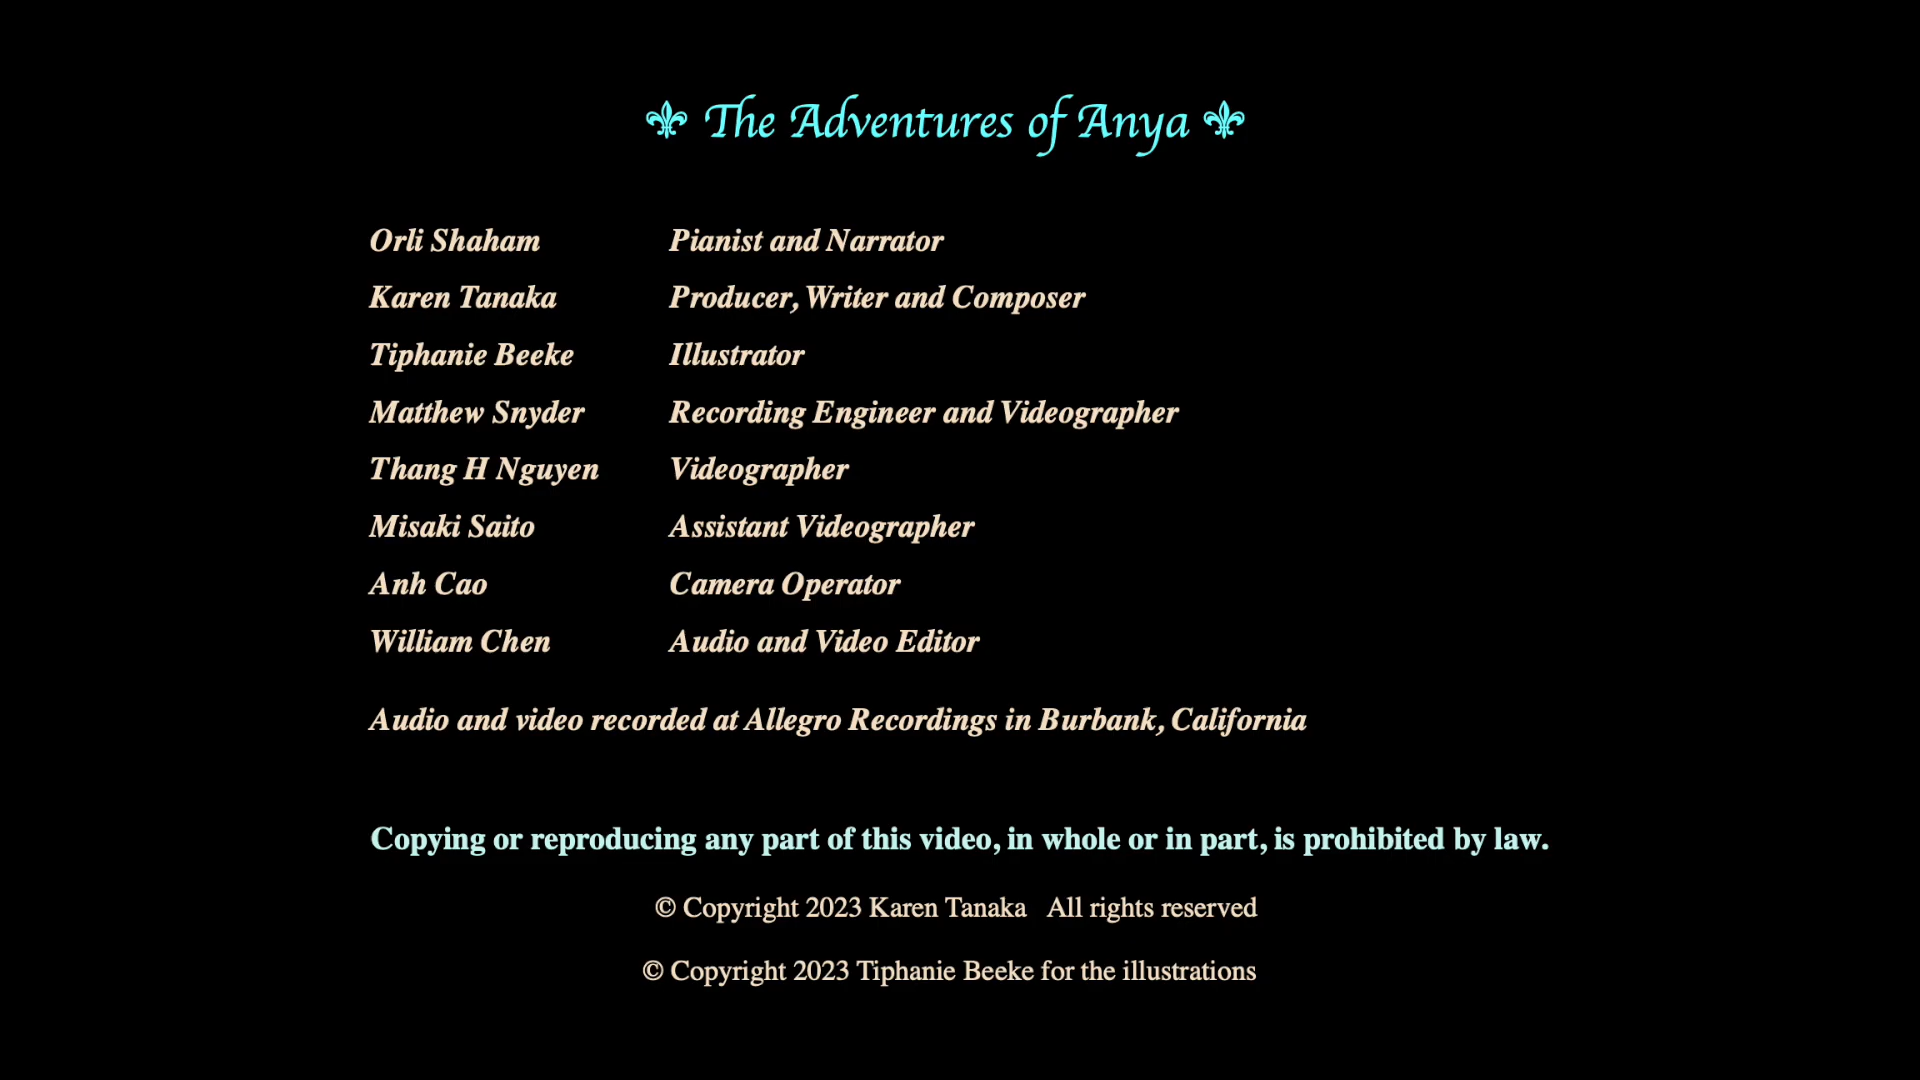 ⚜ The Adventures of Anya ⚜
Orli Shaham Pianist and Narrator
Karen Tanaka Producer, Writer and Composer
Tiphanie Beeke Illustrator
Matthew Snyder Recording Engineer and Videographer
Thang H Nguyen Videographer
Misaki Saito Assistant Videographer
Anh Cao Camera Operator
William Chen Audio and Video Editor
Audio and video recorded at Allegro Recordings in Burbank, California
Copying or reproducing any part of this video, in whole or in part, is prohibited by law.
© Copyright 2023 Karen Tanaka All rights reserved
© Copyright 2023 Tiphanie Beeke for the illustrations